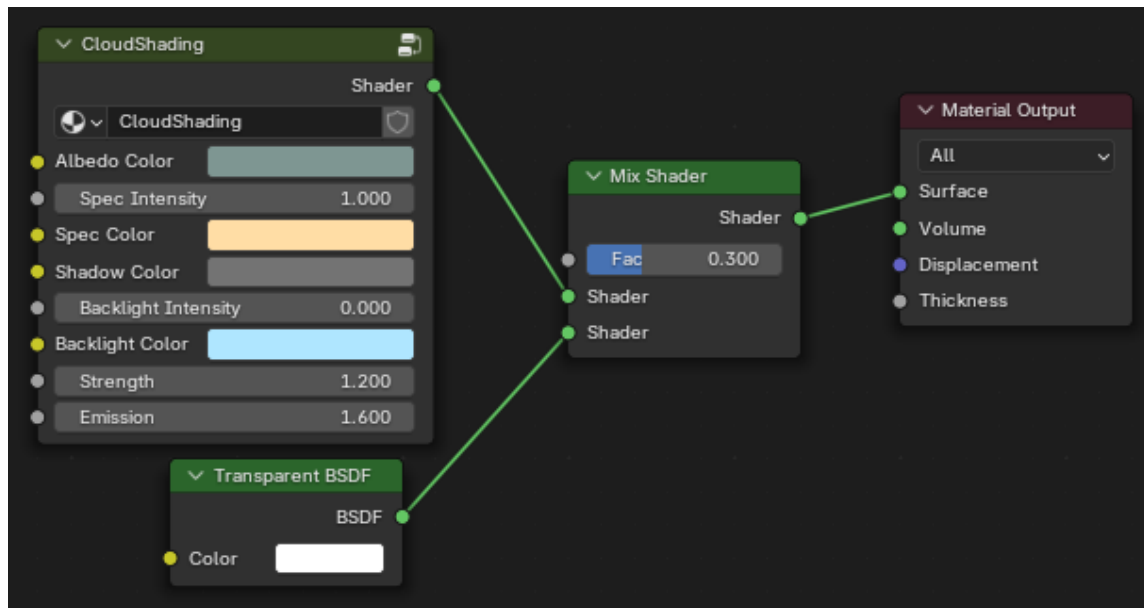 CloudShading
Shader
CloudShading
Albedo Color
Spec Intensity 1.000
Spec Color
Shadow Color
Backlight Intensity 0.000
Backlight Color
Strength 1.200
Emission 1.600
Transparent BSDF
BSDF
Color
Mix Shader
Shader
Fac 0.300
Shader
Shader
Material Output
All
Surface
Volume
Displacement
Thickness